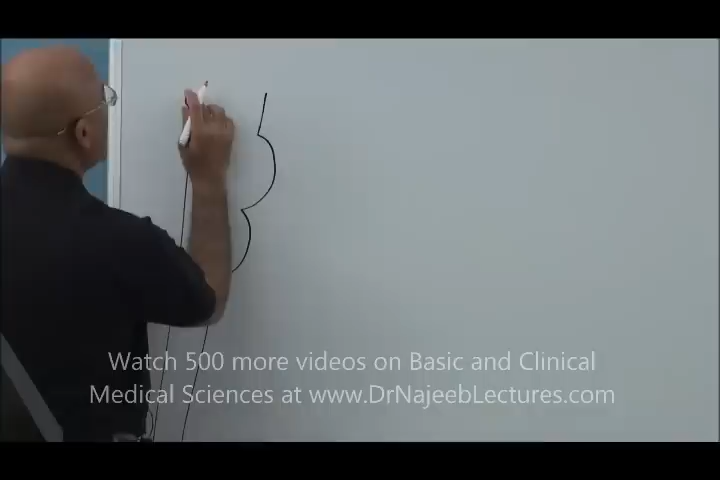 Watch 500 more videos on Basic and Clinical
Medical Sciences at www.DrNajeebLectures.com